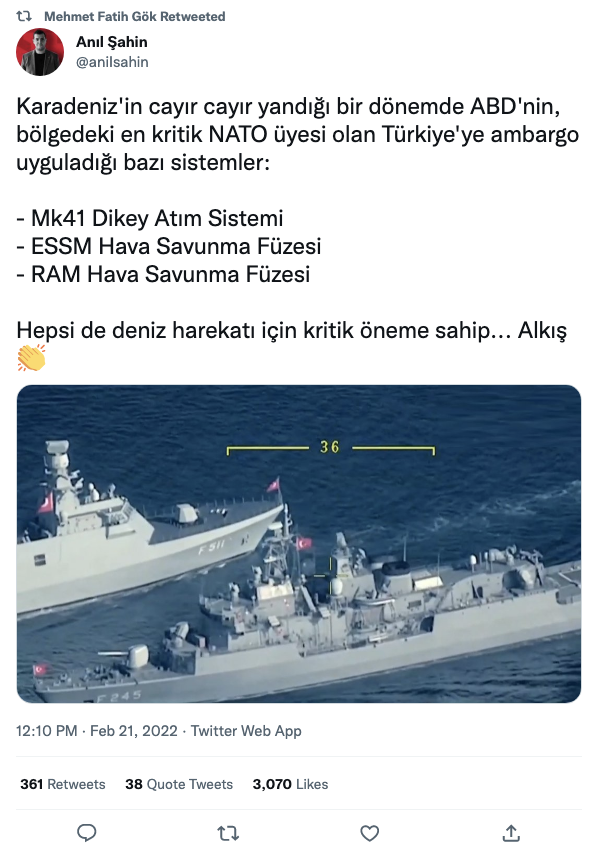 Mehmet Fatih Gök Retweeted
Anıl Şahin
@anilsahin
Karadeniz'in cayır cayır yandığı bir dönemde ABD'nin,
bölgedeki en kritik NATO üyesi olan Türkiye'ye ambargo
uyguladığı bazı sistemler:
- Mk41 Dikey Atım Sistemi
- ESSM Hava Savunma Füzesi
- RAM Hava Savunma Füzesi
Hepsi de deniz harekatı için kritik öneme sahip... Alkış
👏
36
F 511
F 245
12:10 PM · Feb 21, 2022 · Twitter Web App
361 Retweets 38 Quote Tweets 3,070 Likes